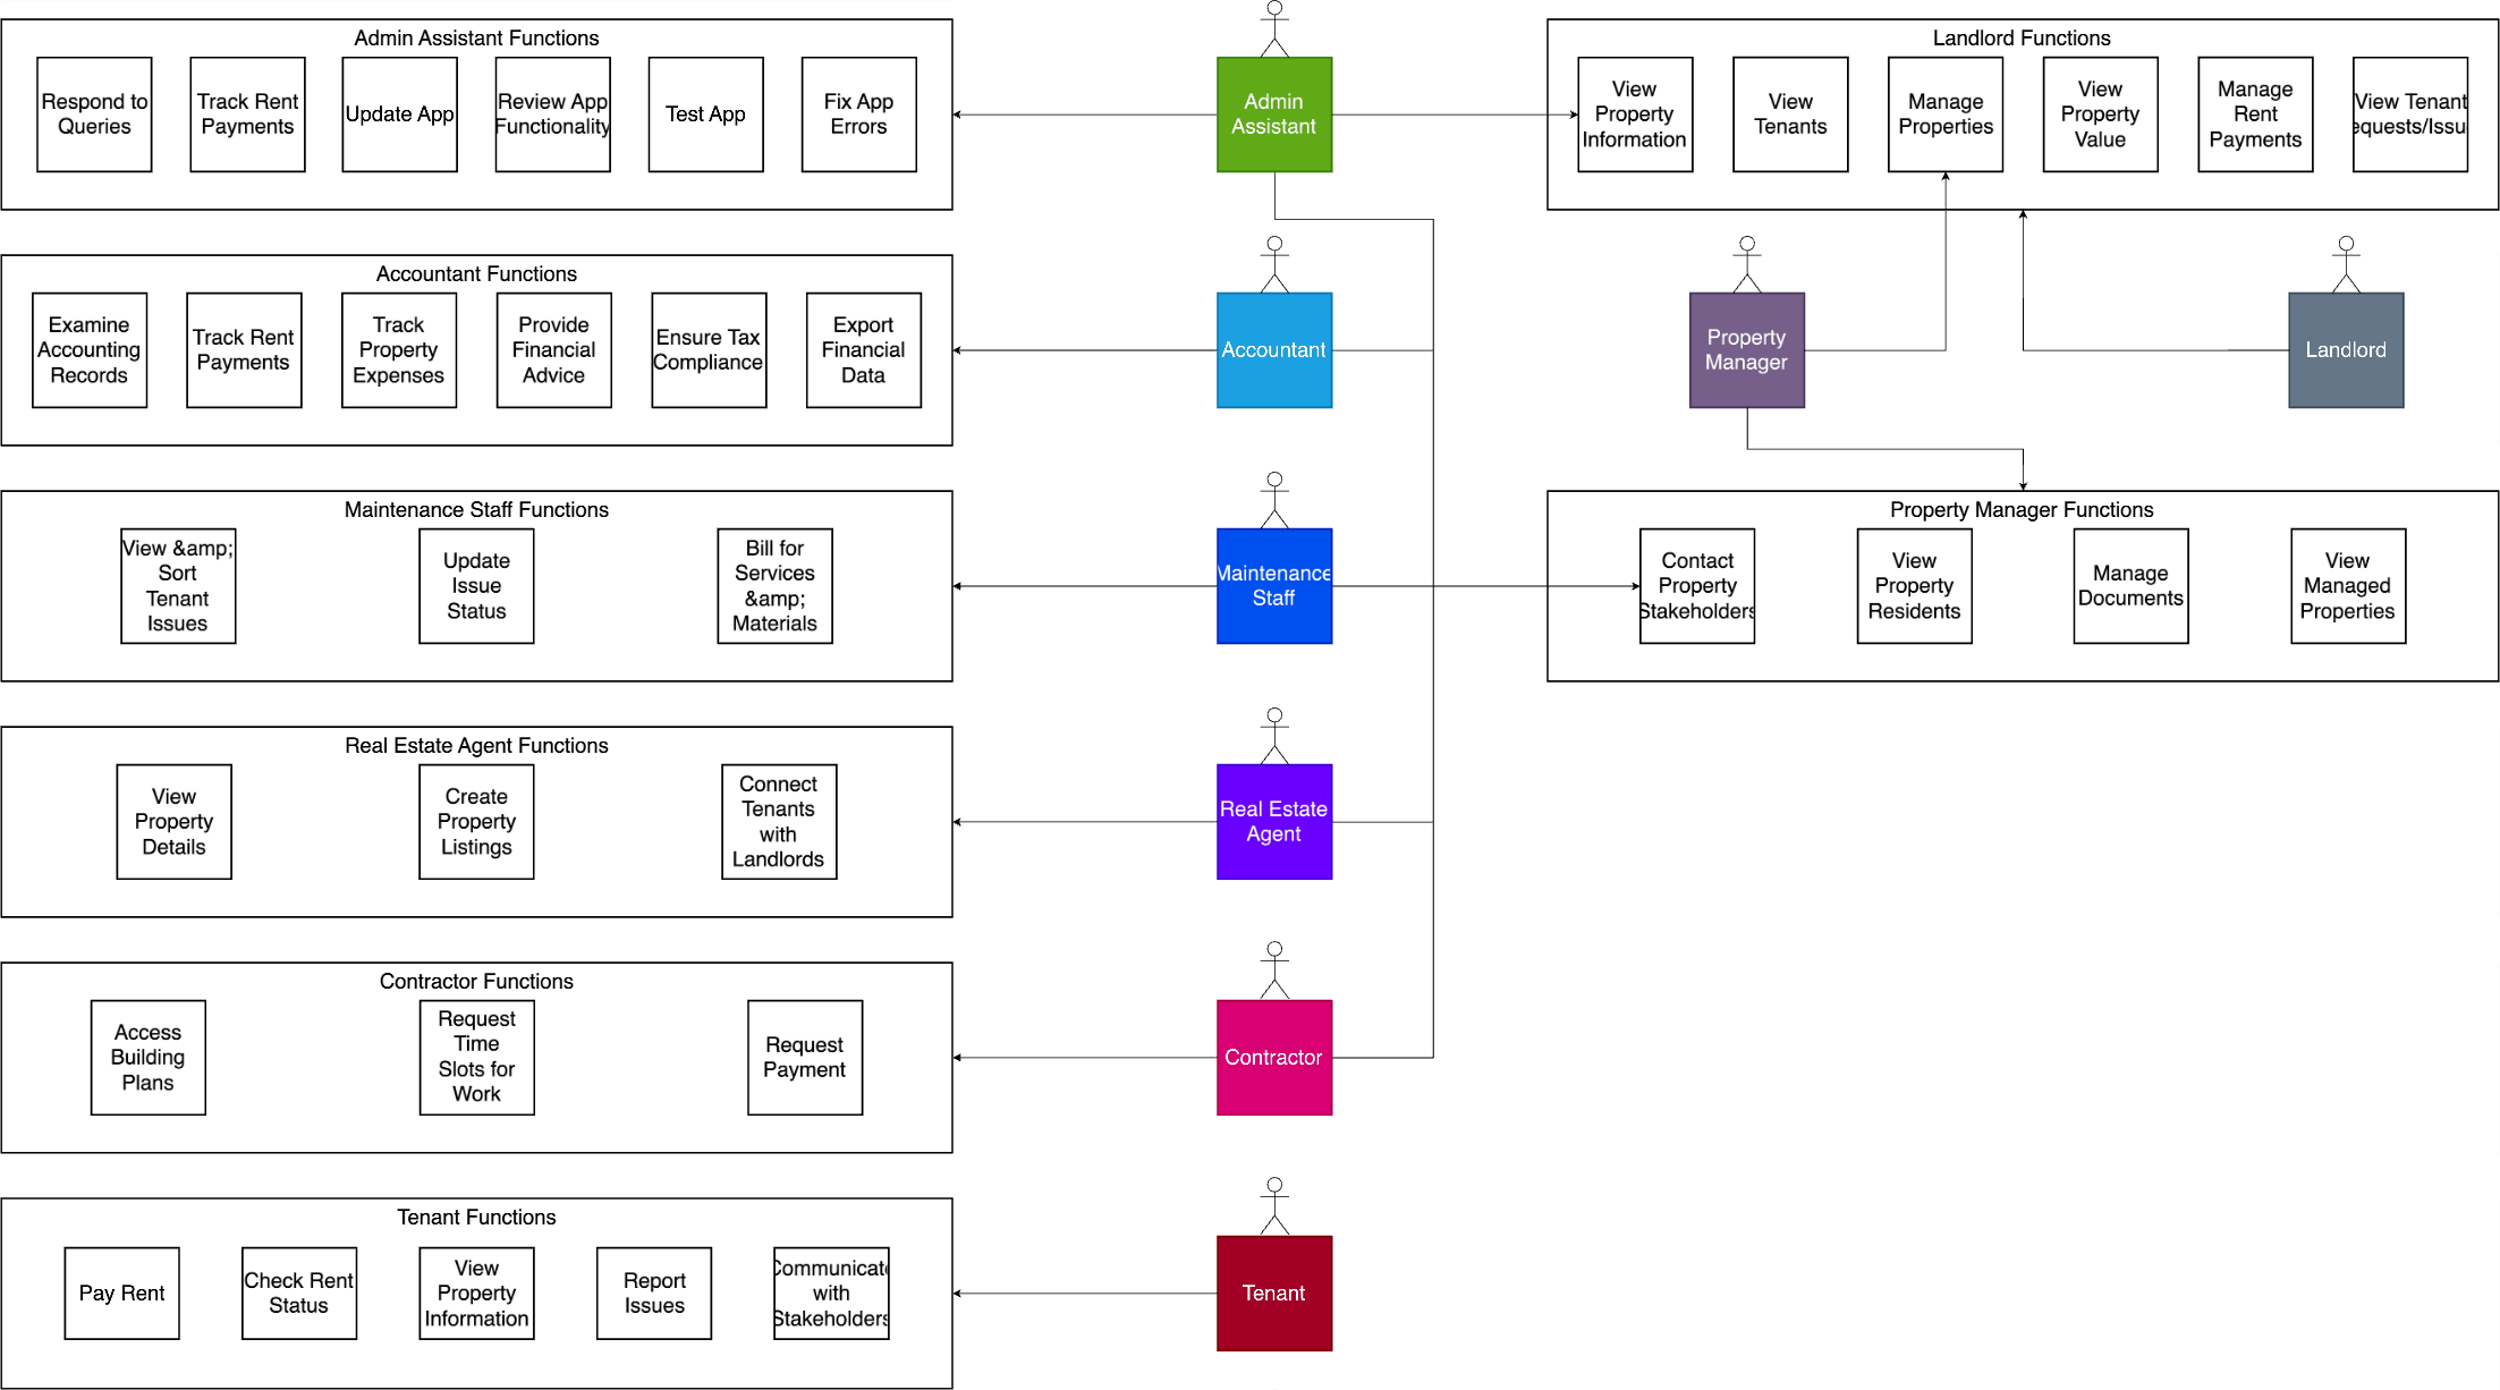 Admin Assistant Functions
Respond to
Queries
Track Rent
Payments
Update App
Review App
Functionality
Test App
Fix App
Errors
Admin
Assistant
Landlord Functions
View
Property
Information
View
Tenants
Manage
Properties
View
Property
Value
Manage
Rent
Payments
View Tenant
equests/Issu
Accountant Functions
Examine
Accounting
Records
Track Rent
Payments
Track
Property
Expenses
Provide
Financial
Advice
Ensure Tax
Compliance
Export
Financial
Data
Accountant
Property
Manager
Landlord
Maintenance Staff Functions
View &amp;
Sort
Tenant
Issues
Update
Issue
Status
Bill for
Services
&amp;
Materials
Maintenance
Staff
Property Manager Functions
Contact
Property
Stakeholders
View
Property
Residents
Manage
Documents
View
Managed
Properties
Real Estate Agent Functions
View
Property
Details
Create
Property
Listings
Connect
Tenants
with
Landlords
Real Estate
Agent
Contractor Functions
Access
Building
Plans
Request
Time
Slots for
Work
Request
Payment
Contractor
Tenant Functions
Pay Rent
Check Rent
Status
View
Property
Information
Report
Issues
Communicate
with
Stakeholders
Tenant